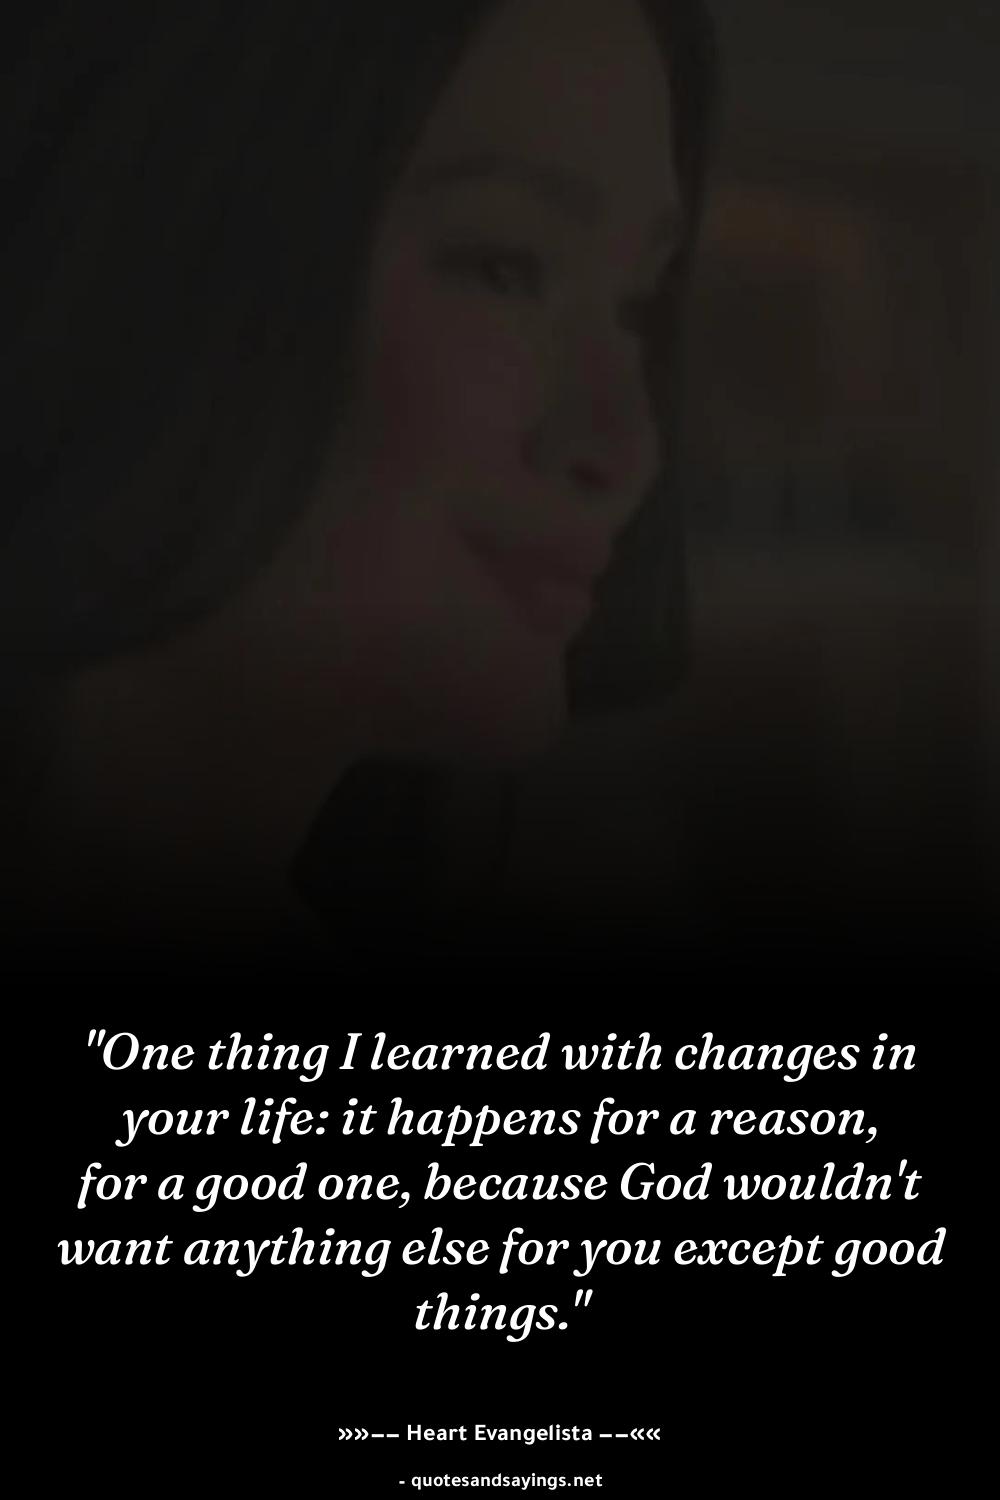 "One thing I learned with changes in
your life: it happens for a reason,
for a good one, because God wouldn't
want anything else for you except good
things."
»»–– Heart Evangelista ––««
- quotesandsayings.net